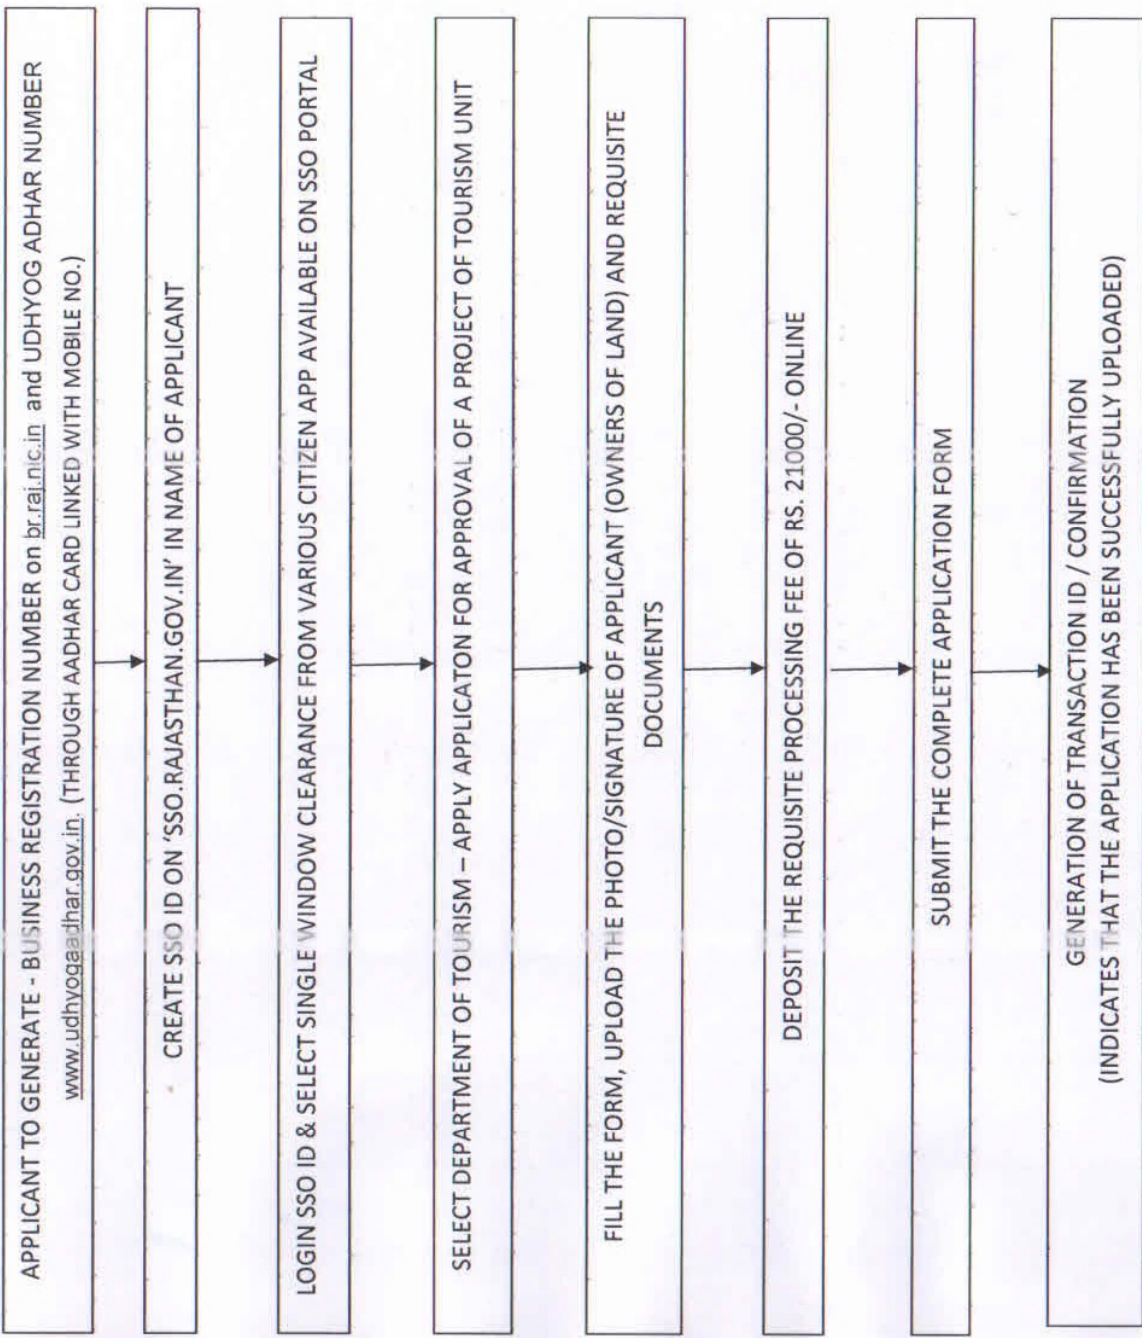 APPLICANT TO GENERATE - BUSINESS REGISTRATION NUMBER on br.raj.nic.in and UDHYOG ADHAR NUMBER
www.udhyogaadhar.gov.in. (THROUGH AADHAR CARD LINKED WITH MOBILE NO.)
CREATE SSO ID ON 'SSO.RAJASTHAN.GOV.IN' IN NAME OF APPLICANT
LOGIN SSO ID & SELECT SINGLE WINDOW CLEARANCE FROM VARIOUS CITIZEN APP AVAILABLE ON SSO PORTAL
SELECT DEPARTMENT OF TOURISM – APPLY APPLICATON FOR APPROVAL OF A PROJECT OF TOURISM UNIT
FILL THE FORM, UPLOAD THE PHOTO/SIGNATURE OF APPLICANT (OWNERS OF LAND) AND REQUISITE
DOCUMENTS
DEPOSIT THE REQUISITE PROCESSING FEE OF RS. 21000/- ONLINE
SUBMIT THE COMPLETE APPLICATION FORM
GENERATION OF TRANSACTION ID / CONFIRMATION
(INDICATES THAT THE APPLICATION HAS BEEN SUCCESSFULLY UPLOADED)